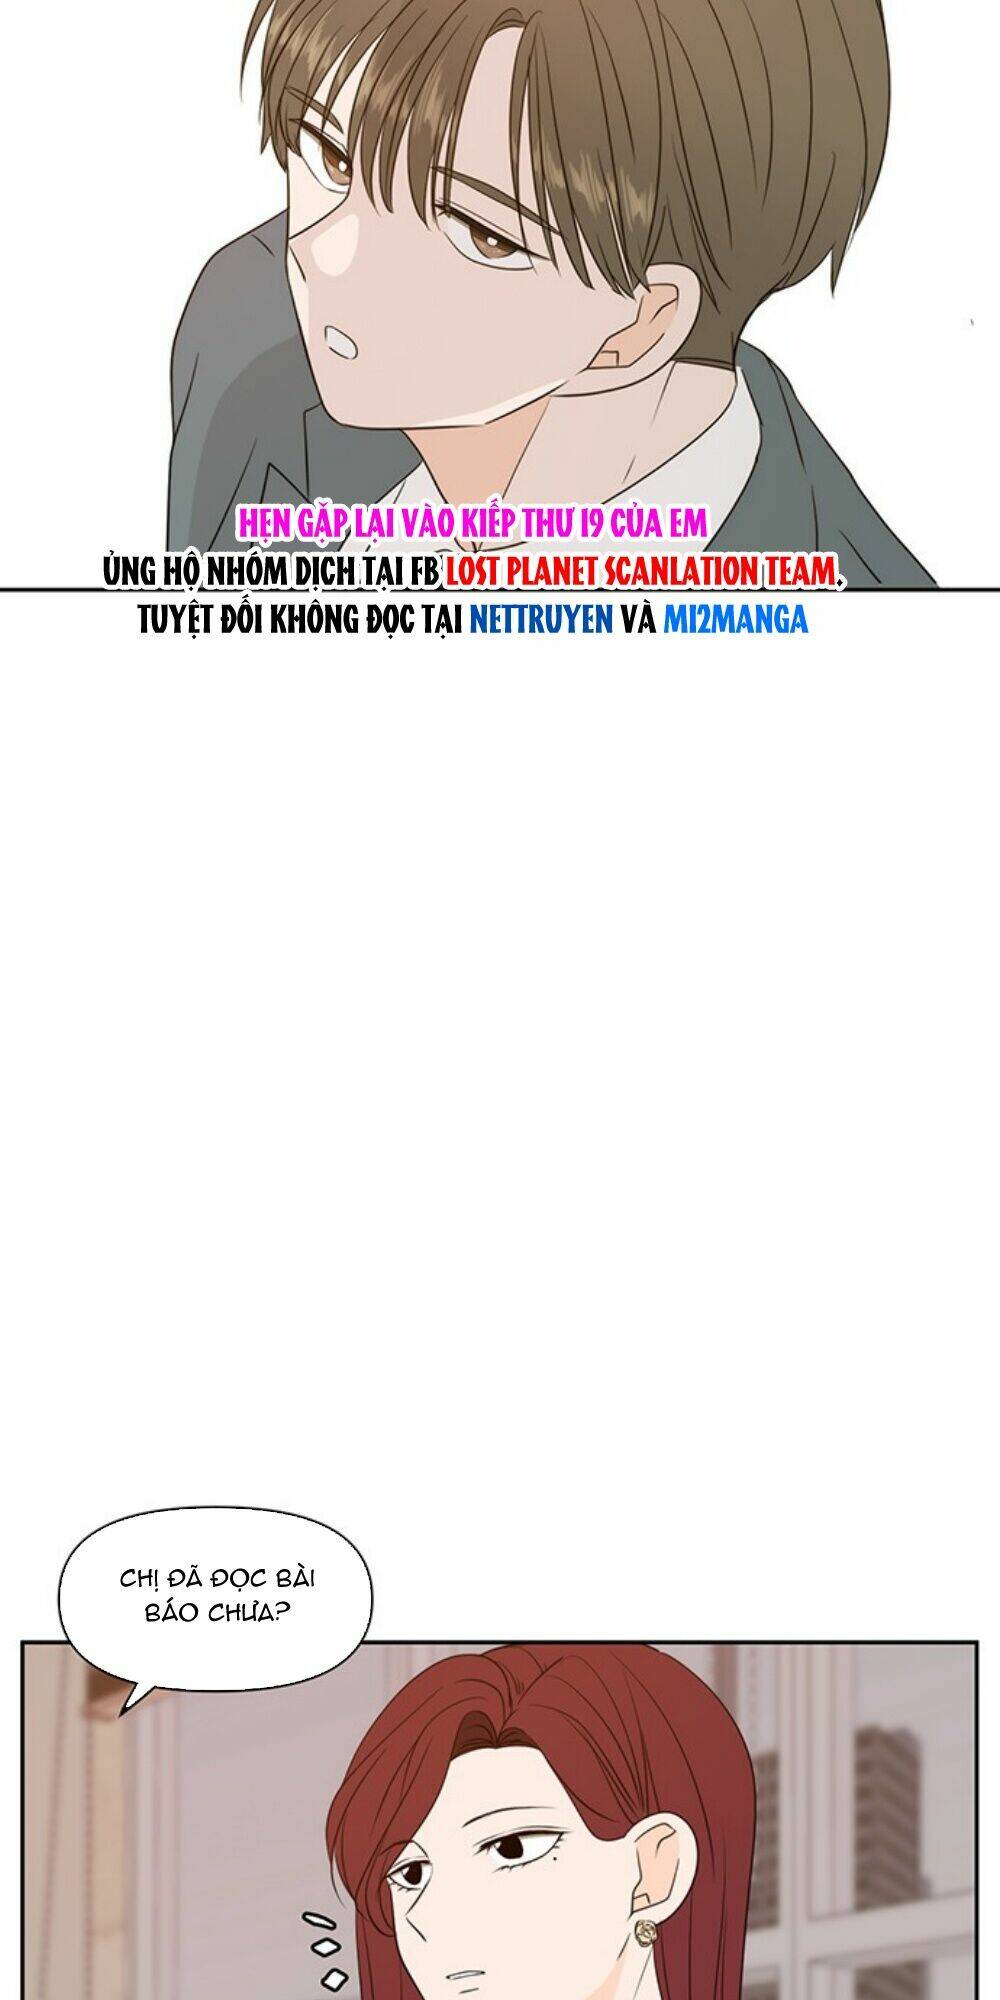 HẸN GẶP LẠI VÀO KIẾP THƯ 19 CỦA EM
ỦNG HỘ NHÓM DỊCH TẠI FB LOST PLANET SCANLATION TEAM.
TUYỆT ĐỐI KHÔNG ĐỌC TẠI NETTRUYEN VÀ MI2MANGA
CHỊ ĐÃ ĐỌC BÀI
BÁO CHƯA?